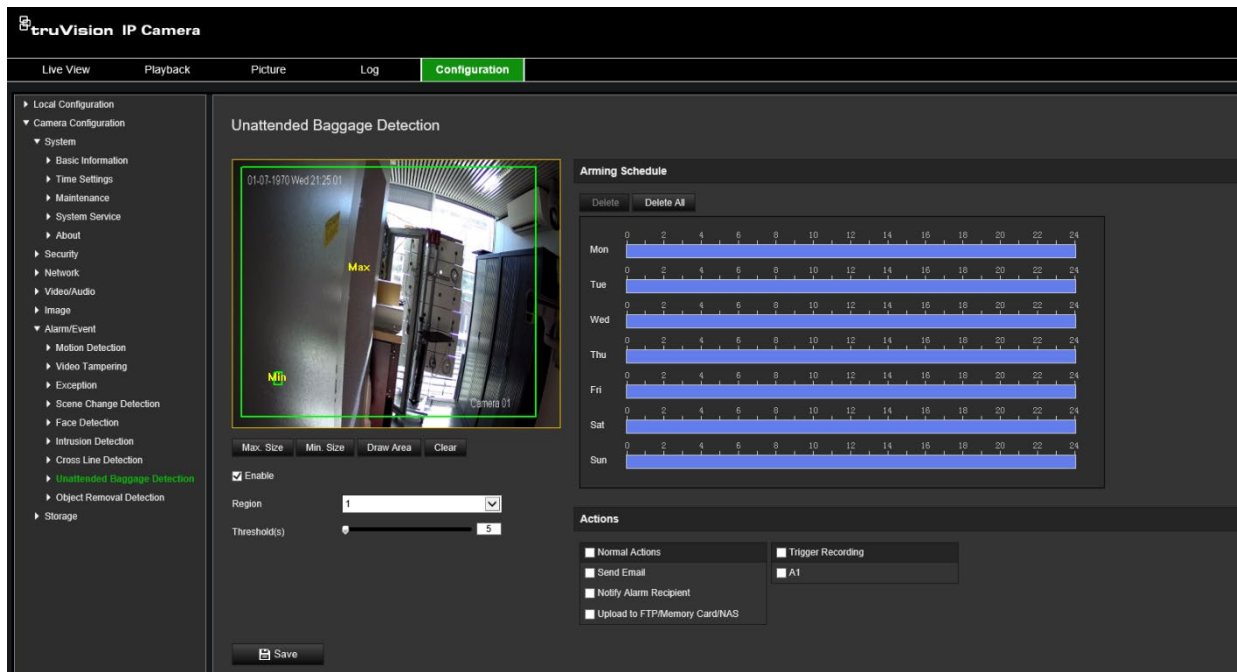 truVision IP Camera
Live View Playback Picture Log Configuration
Local Configuration
Camera Configuration
System
Basic Information
Time Settings
Maintenance
System Service
About
Security
Network
Video/Audio
Image
Alarm/Event
Motion Detection
Video Tampering
Exception
Scene Change Detection
Face Detection
Intrusion Detection
Cross Line Detection
Unattended Baggage Detection
Object Removal Detection
Storage
Unattended Baggage Detection
01-07-1970 Wed 21:25:01
Max
Min
Camera 01
Max. Size Min. Size Draw Area Clear
Enable
Region 1
Threshold(s) 5
Save
Arming Schedule
Delete Delete All
0 2 4 6 8 10 12 14 16 18 20 22 24
Mon
0 2 4 6 8 10 12 14 16 18 20 22 24
Tue
0 2 4 6 8 10 12 14 16 18 20 22 24
Wed
0 2 4 6 8 10 12 14 16 18 20 22 24
Thu
0 2 4 6 8 10 12 14 16 18 20 22 24
Fri
0 2 4 6 8 10 12 14 16 18 20 22 24
Sat
0 2 4 6 8 10 12 14 16 18 20 22 24
Sun
Actions
Normal Actions Trigger Recording
Send Email A1
Notify Alarm Recipient
Upload to FTP/Memory Card/NAS